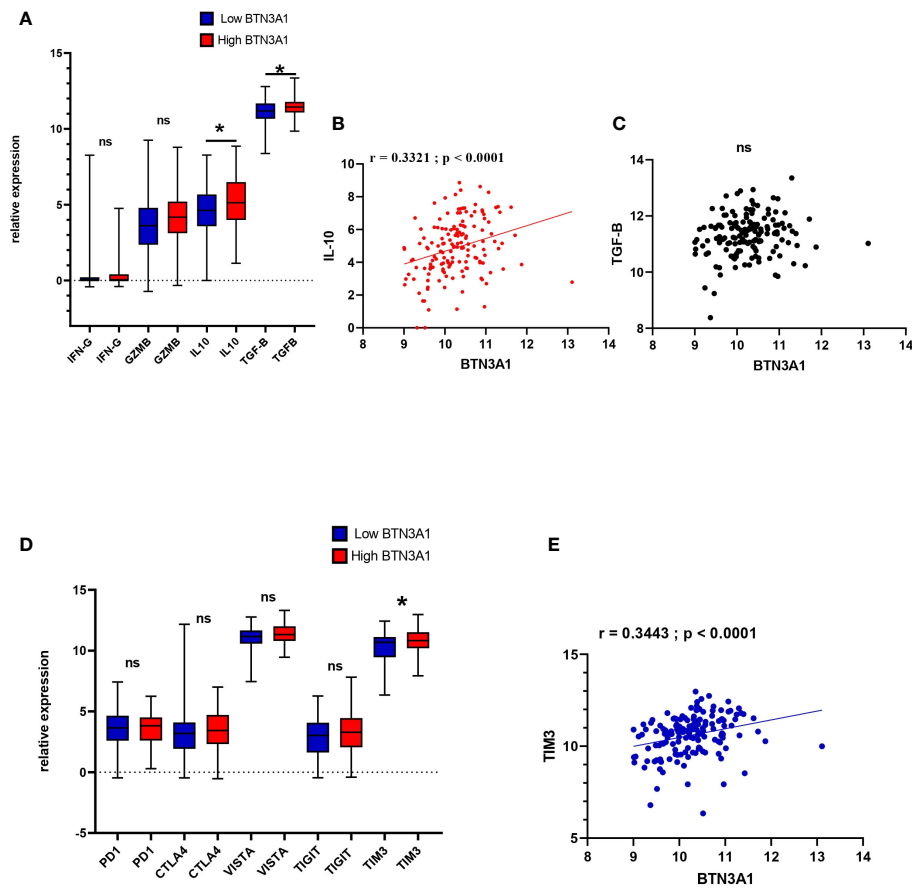 A
Low BTN3A1
High BTN3A1
relative expression
15
10
5
0
ns
ns
*
*
IFN-G
IFN-G
GZMB
GZMB
IL10
IL10
TGF-B
TGFB
B
r = 0.3321 ; p < 0.0001
IL-10
10
8
6
4
2
0
8 9 10 11 12 13 14
BTN3A1
C
ns
TGF-B
14
12
10
8
8 9 10 11 12 13 14
BTN3A1
D
Low BTN3A1
High BTN3A1
relative expression
15
10
5
0
-5
ns
ns
ns
ns
*
PD1
PD1
CTLA4
CTLA4
VISTA
VISTA
TIGIT
TIGIT
TIM3
TIM3
E
r = 0.3443 ; p < 0.0001
TIM3
15
10
5
8 9 10 11 12 13 14
BTN3A1